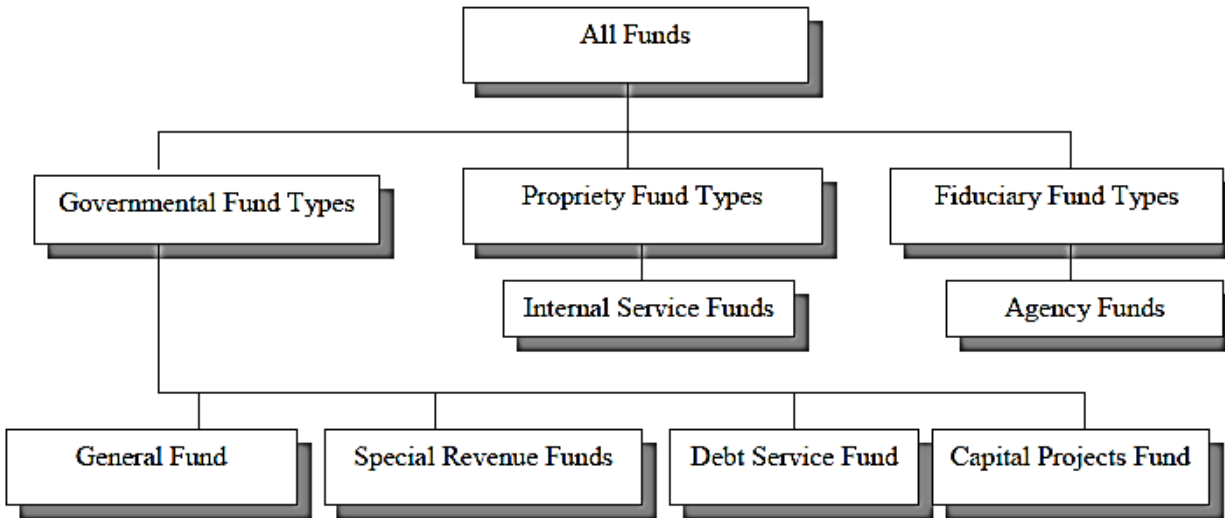 All Funds
Governmental Fund Types
Propriety Fund Types
Fiduciary Fund Types
Internal Service Funds
Agency Funds
General Fund
Special Revenue Funds
Debt Service Fund
Capital Projects Fund